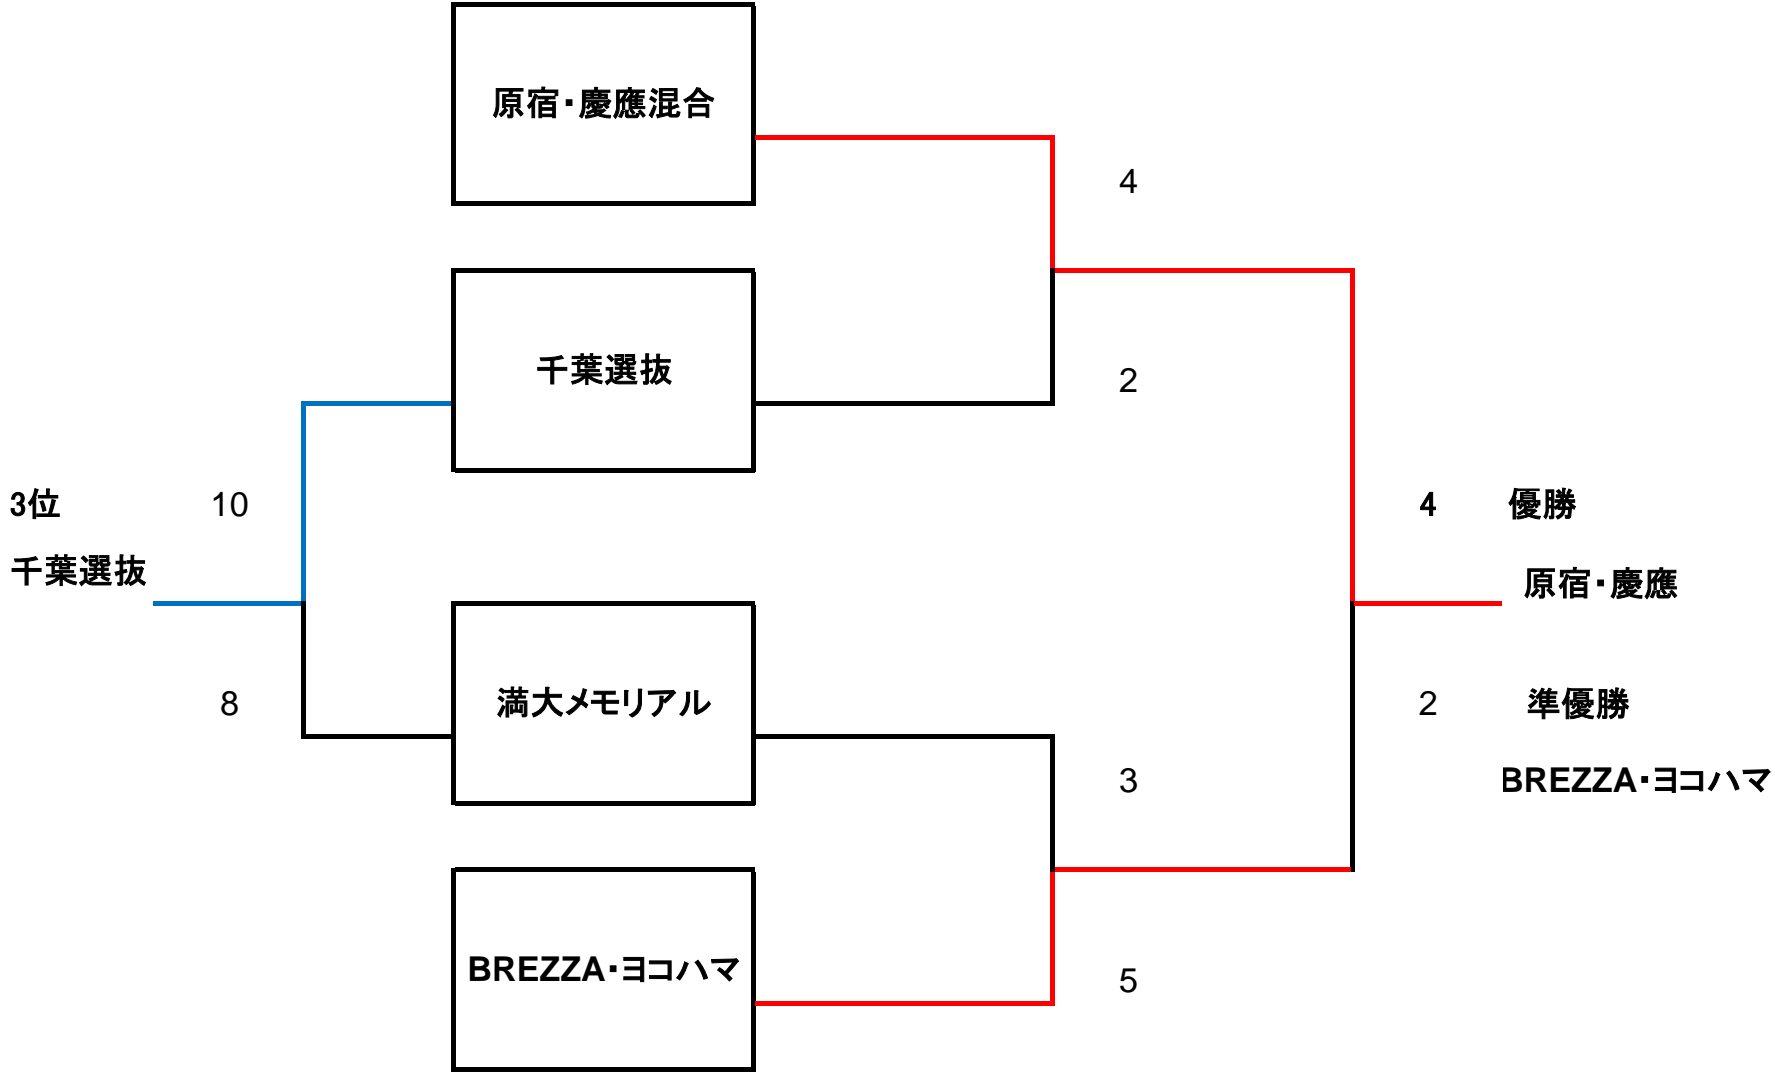 原宿・慶應混合
4
千葉選抜
2
3位
10
4
優勝
千葉選抜
原宿・慶應
8
満大メモリアル
2
準優勝
3
BREZZA・ヨコハマ
BREZZA・ヨコハマ
5